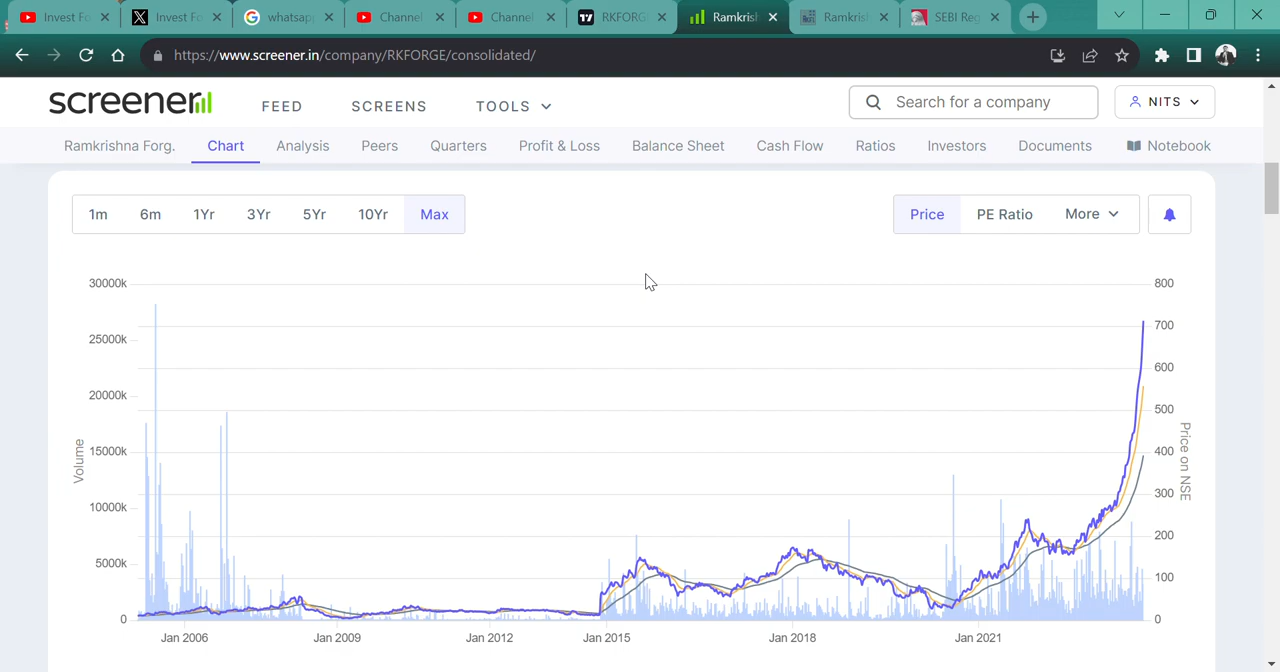 Invest Fo
Invest Fo
whatsapp
Channel
Channel
RKFORG
Ramkris
Ramkris
SEBI Reg
https://www.screener.in/company/RKFORGE/consolidated/
screener
FEED
SCREENS
TOOLS
Search for a company
NITS
Ramkrishna Forg.
Chart
Analysis
Peers
Quarters
Profit & Loss
Balance Sheet
Cash Flow
Ratios
Investors
Documents
Notebook
1m
6m
1Yr
3Yr
5Yr
10Yr
Max
Price
PE Ratio
More
30000k
25000k
20000k
15000k
10000k
5000k
0
Volume
800
700
600
500
400
300
200
100
0
Price on NSE
Jan 2006
Jan 2009
Jan 2012
Jan 2015
Jan 2018
Jan 2021